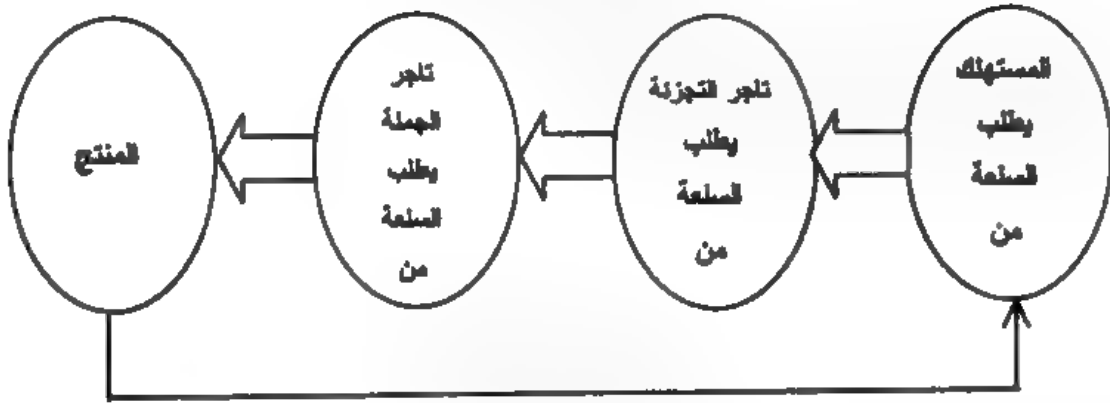 المستهلك
يطلب
السلعة
من
تاجر التجزئة
يطلب
السلعة
من
تاجر
الجملة
يطلب
السلعة
من
المنتج